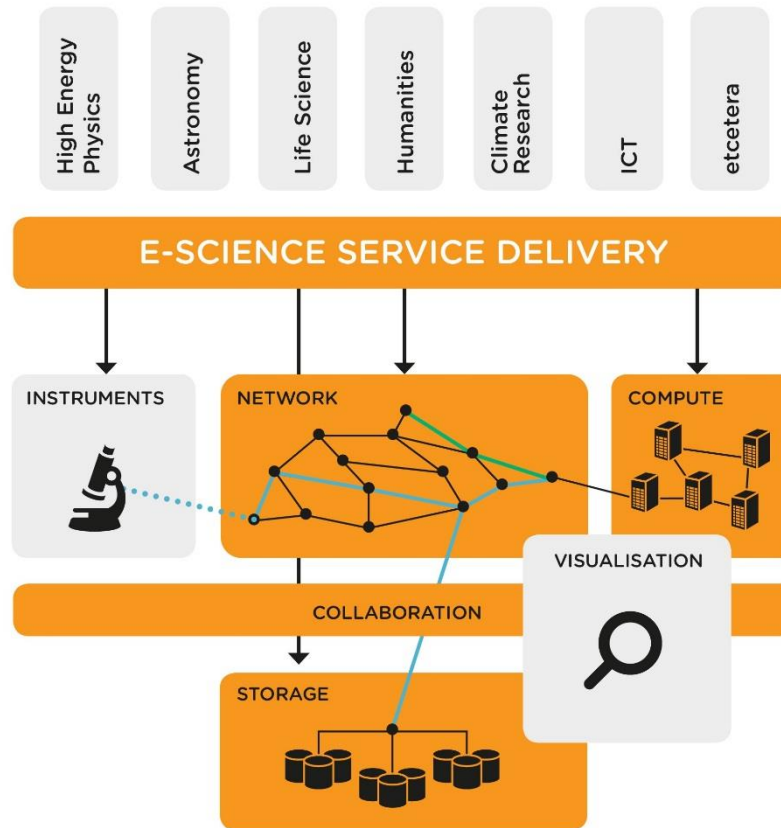 High Energy
Physics
Astronomy
Life Science
Humanities
Climate
Research
ICT
etcetera
E-SCIENCE SERVICE DELIVERY
INSTRUMENTS
NETWORK
COMPUTE
VISUALISATION
COLLABORATION
STORAGE